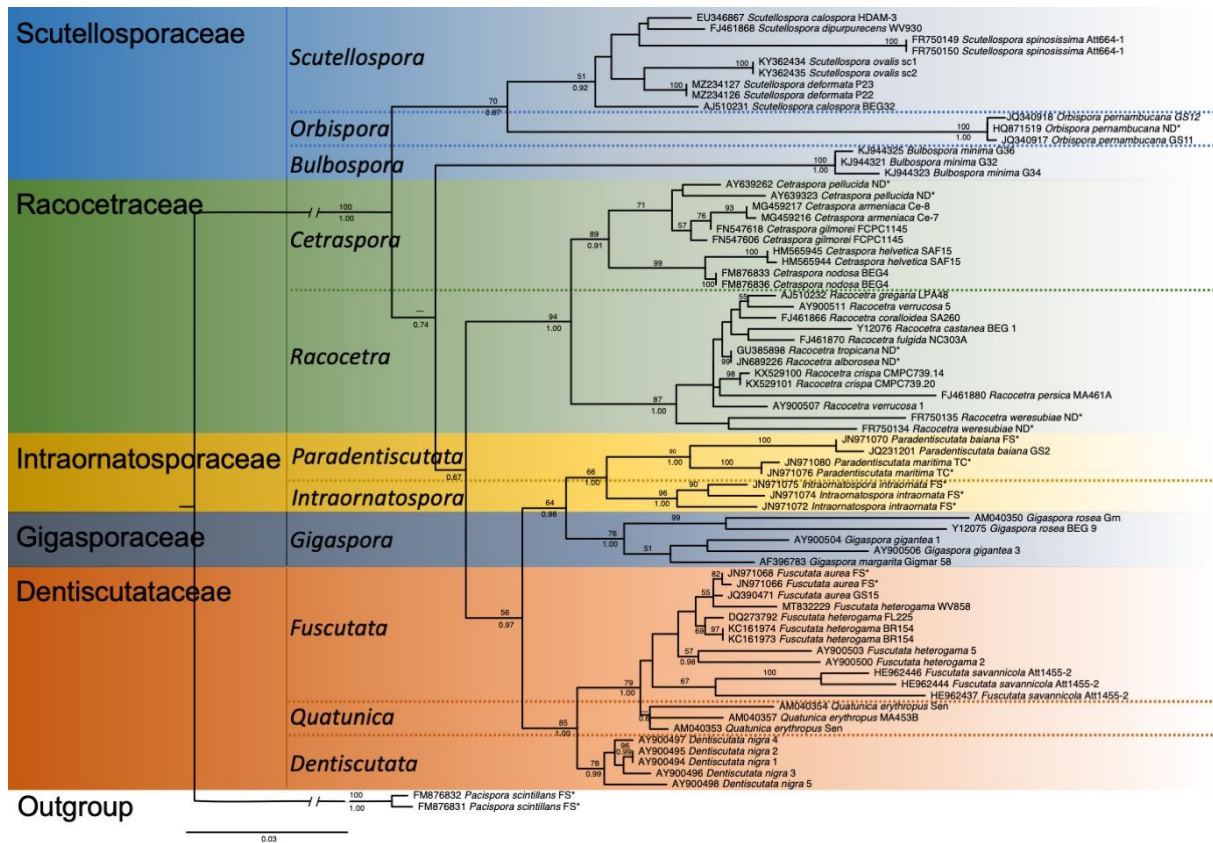 Scutellosporaceae
Scutellospora
Orbispora
Bulbospora
Racocetraceae
Cetraspora
Racocetra
Intraornatosporaceae
Paradentiscutata
Intraornatospora
Gigasporaceae
Gigaspora
Dentiscutataceae
Fuscutata
Quatunica
Dentiscutata
Outgroup
EU346867 Scutellospora calospora HDAM-3
FJ461868 Scutellospora dipurpurecens WV930
FR750149 Scutellospora spinosissima Att664-1
FR750150 Scutellospora spinosissima Att664-1
KY362434 Scutellospora ovalis sc1
KY362435 Scutellospora ovalis sc2
MZ234127 Scutellospora deformata P23
MZ234126 Scutellospora deformata P22
AJ510231 Scutellospora calospora BEG32
JQ340918 Orbispora pernambucana GS12
HQ871519 Orbispora pernambucana ND*
JQ340917 Orbispora pernambucana GS11
KJ944325 Bulbospora minima G36
KJ944321 Bulbospora minima G32
KJ944323 Bulbospora minima G34
AY639262 Cetraspora pellucida ND*
AY639323 Cetraspora pellucida ND*
MG459217 Cetraspora armeniaca Ce-8
MG459216 Cetraspora armeniaca Ce-7
FN547618 Cetraspora gilmorei FCPC1145
FN547606 Cetraspora gilmorei FCPC1145
HM565945 Cetraspora helvetica SAF15
HM565944 Cetraspora helvetica SAF15
FM876833 Cetraspora nodosa BEG4
FM876836 Cetraspora nodosa BEG4
AJ510232 Racocetra gregaria LPA48
AY900511 Racocetra verrucosa 5
FJ461866 Racocetra coralloidea SA260
Y12076 Racocetra castanea BEG 1
FJ461870 Racocetra fulgida NC303A
GU385898 Racocetra tropicana ND*
JN689226 Racocetra alborosea ND*
KX529100 Racocetra crispa CMPC739.14
KX529101 Racocetra crispa CMPC739.20
FJ461880 Racocetra persica MA461A
AY900507 Racocetra verrucosa 1
FR750135 Racocetra weresubiae ND*
FR750134 Racocetra weresubiae ND*
JN971070 Paradentiscutata baiana FS*
JQ231201 Paradentiscutata baiana GS2
JN971080 Paradentiscutata maritima TC*
JN971076 Paradentiscutata maritima TC*
JN971075 Intraornatospora intraornata FS*
JN971074 Intraornatospora intraornata FS*
JN971072 Intraornatospora intraornata FS*
AM040350 Gigaspora rosea Grn
Y12075 Gigaspora rosea BEG 9
AY900504 Gigaspora gigantea 1
AY900506 Gigaspora gigantea 3
AF396783 Gigaspora margarita Gigmar 58
JN971068 Fuscutata aurea FS*
JN971066 Fuscutata aurea FS*
JQ390471 Fuscutata aurea GS15
MT832229 Fuscutata heterogama WV858
DQ273792 Fuscutata heterogama FL225
KC161974 Fuscutata heterogama BR154
KC161973 Fuscutata heterogama BR154
AY900503 Fuscutata heterogama 5
AY900500 Fuscutata heterogama 2
HE962446 Fuscutata savannicola Att1455-2
HE962444 Fuscutata savannicola Att1455-2
HE962437 Fuscutata savannicola Att1455-2
AM040354 Quatunica erythropus Sen
AM040357 Quatunica erythropus MA453B
AM040353 Quatunica erythropus Sen
AY900497 Dentiscutata nigra 4
AY900495 Dentiscutata nigra 2
AY900494 Dentiscutata nigra 1
AY900496 Dentiscutata nigra 3
AY900498 Dentiscutata nigra 5
FM876832 Pacispora scintillans FS*
FM876831 Pacispora scintillans FS*
100
100
100
51
0.92
70
0.87
100
1.00
100
1.00
100
1.00
71
93
76
57
89
0.91
100
99
100
94
1.00
---
0.74
55
99
98
87
1.00
100
90
1.00
100
66
1.00
90
96
1.00
0.67
64
0.98
99
76
1.00
51
82
55
69
97
57
0.98
100
67
56
0.97
79
1.00
85
1.00
96
0.99
78
0.99
100
1.00
0.03